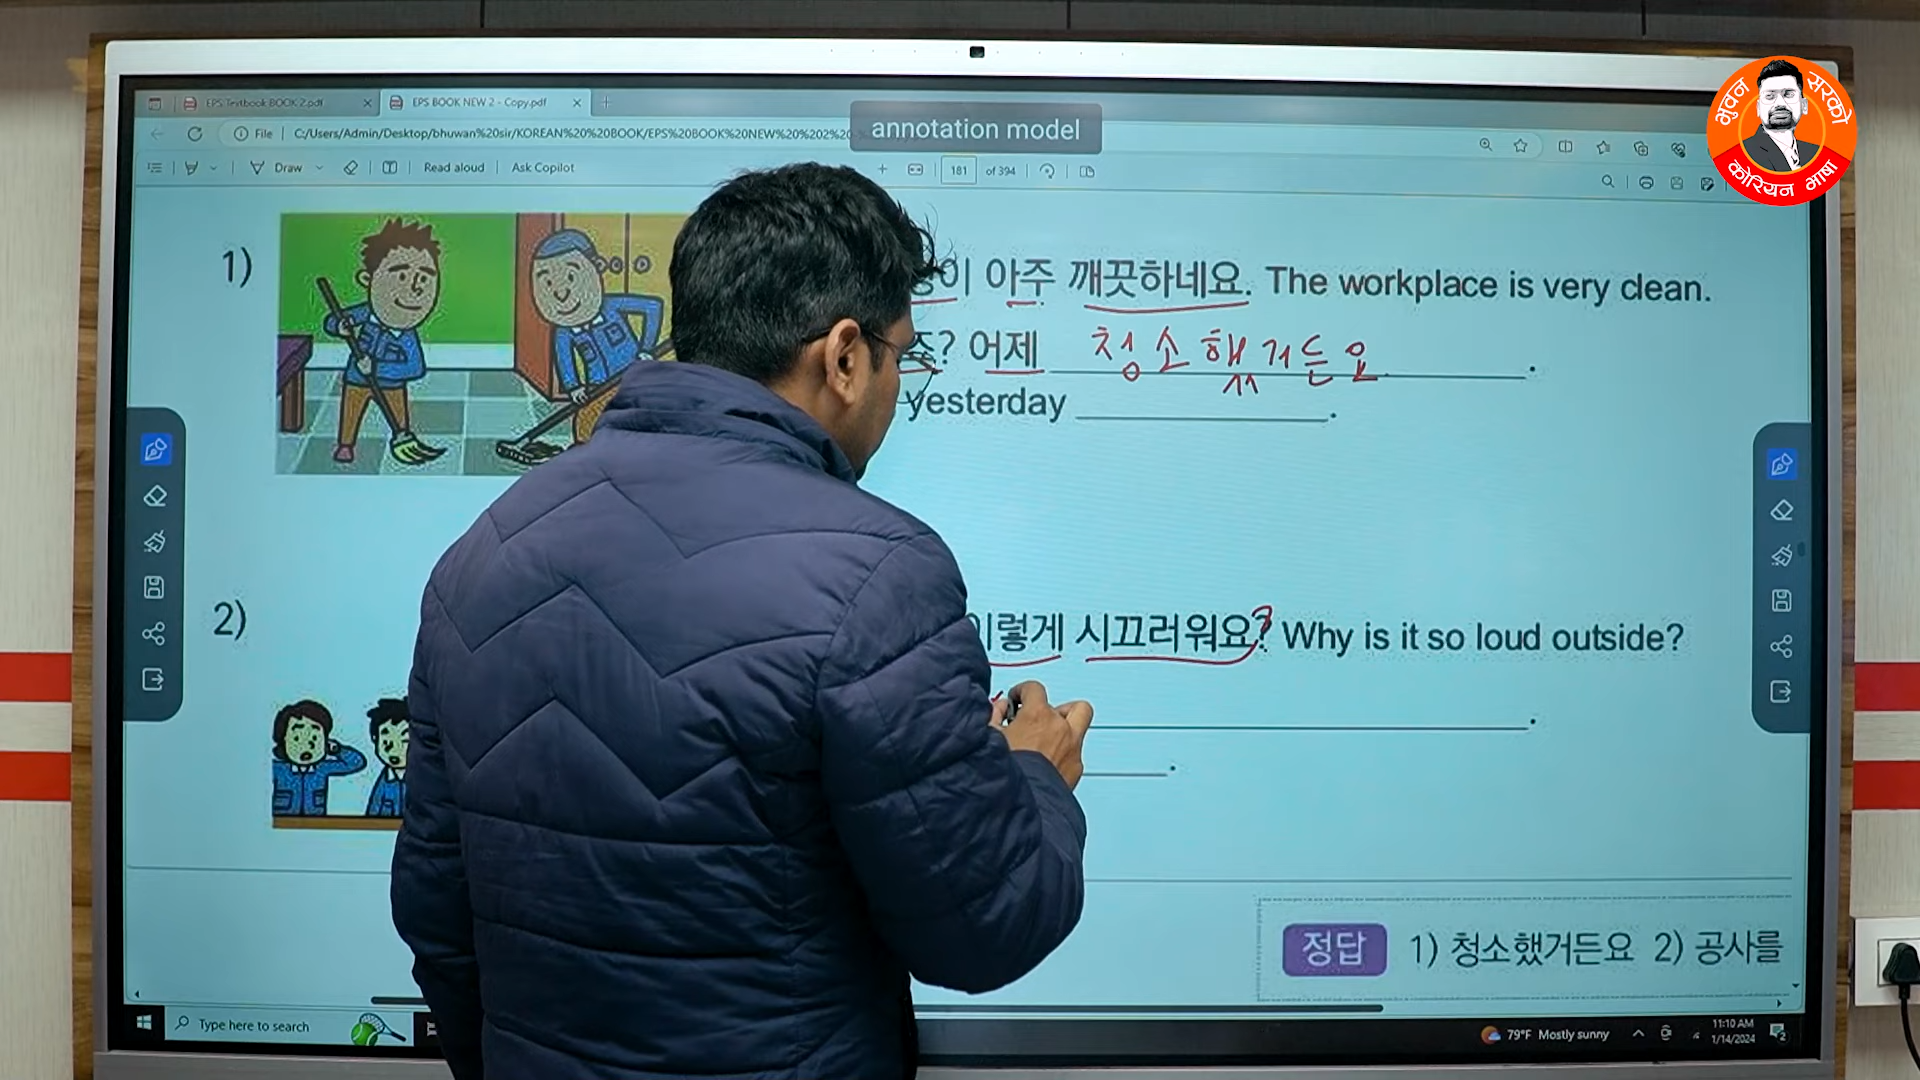 EPS Textbook BOOK 2.pdf
EPS BOOK NEW 2 - Copy.pdf
annotation model
File
C:/Users/Admin/Desktop/bhuwan%20sir/KOREAN%20%20BOOK/EPS%20BOOK%20NEW%20%202%20
Draw
Read aloud
Ask Copilot
181
of 394
भुवन सरको
कोरियन भाषा
1)
이 아주 깨끗하네요. The workplace is very clean.
? 어제 청소했거든요.
yesterday
2)
이렇게 시끄러워요? Why is it so loud outside?
정답 1) 청소했거든요 2) 공사를
Type here to search
79°F Mostly sunny
11:10 AM
1/14/2024